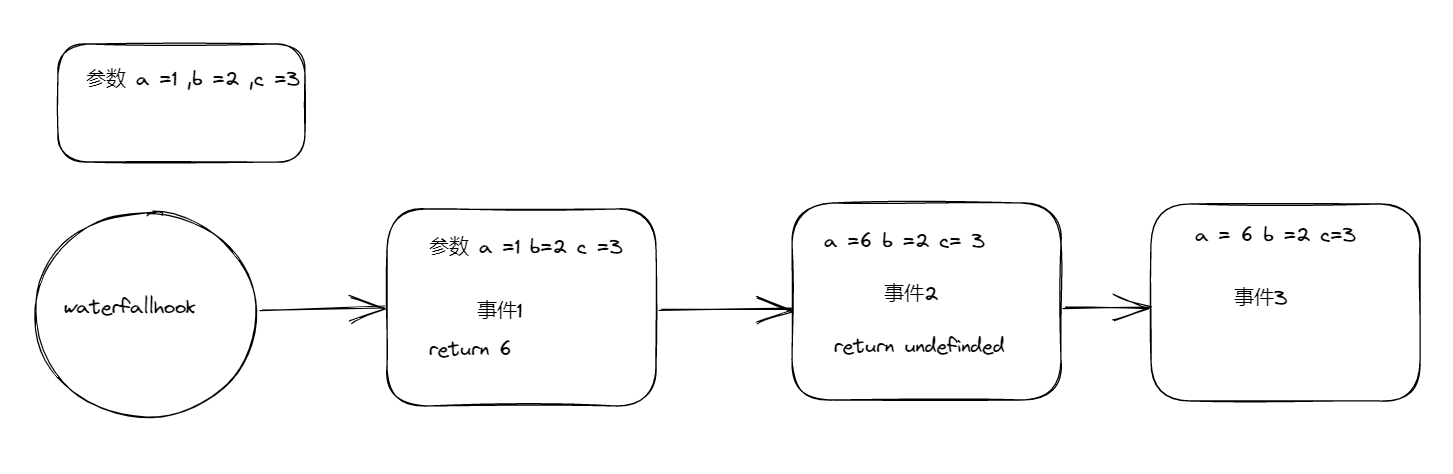 参数 a =1 ,b =2 ,c =3
waterfallhook
参数 a =1 b=2 c =3
事件1
return 6
a =6 b =2 c= 3
事件2
return undefinded
a = 6 b =2 c=3
事件3